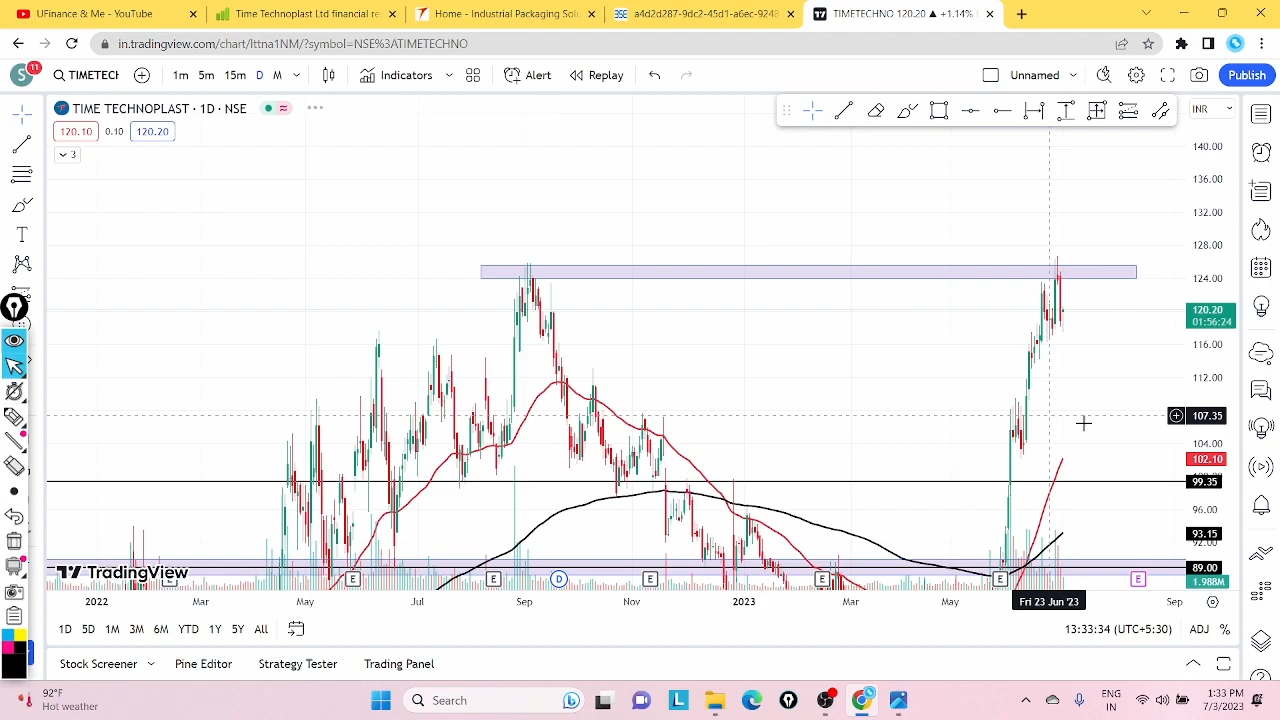 UFinance & Me - YouTube
Time Technoplast Ltd financial re
Home - Industrial Packaging Solu
a4d2d287-9dc2-45d1-a6ec-9248
TIMETECHNO 120.20 ▲ +1.14%
in.tradingview.com/chart/lttna1NM/?symbol=NSE%3ATIMETECHNO
S 11
TIMETECH
1m 5m 15m D M
Indicators
Alert
Replay
Unnamed
Publish
TIME TECHNOPLAST · 1D · NSE
INR
120.10 0.10 120.20
3
140.00
136.00
132.00
128.00
124.00
120.20
01:56:24
116.00
112.00
107.35
104.00
102.10
99.35
96.00
93.15
92.00
89.00
1.988M
TradingView
E E E D E E E E
2022 Mar May Jul Sep Nov 2023 Mar May Fri 23 Jun '23 Sep
1D 5D 1M 3M 6M YTD 1Y 5Y All
13:33:34 (UTC+5:30) ADJ %
Stock Screener Pine Editor Strategy Tester Trading Panel
92°F
Hot weather
Search
ENG
IN
1:33 PM
7/3/2023